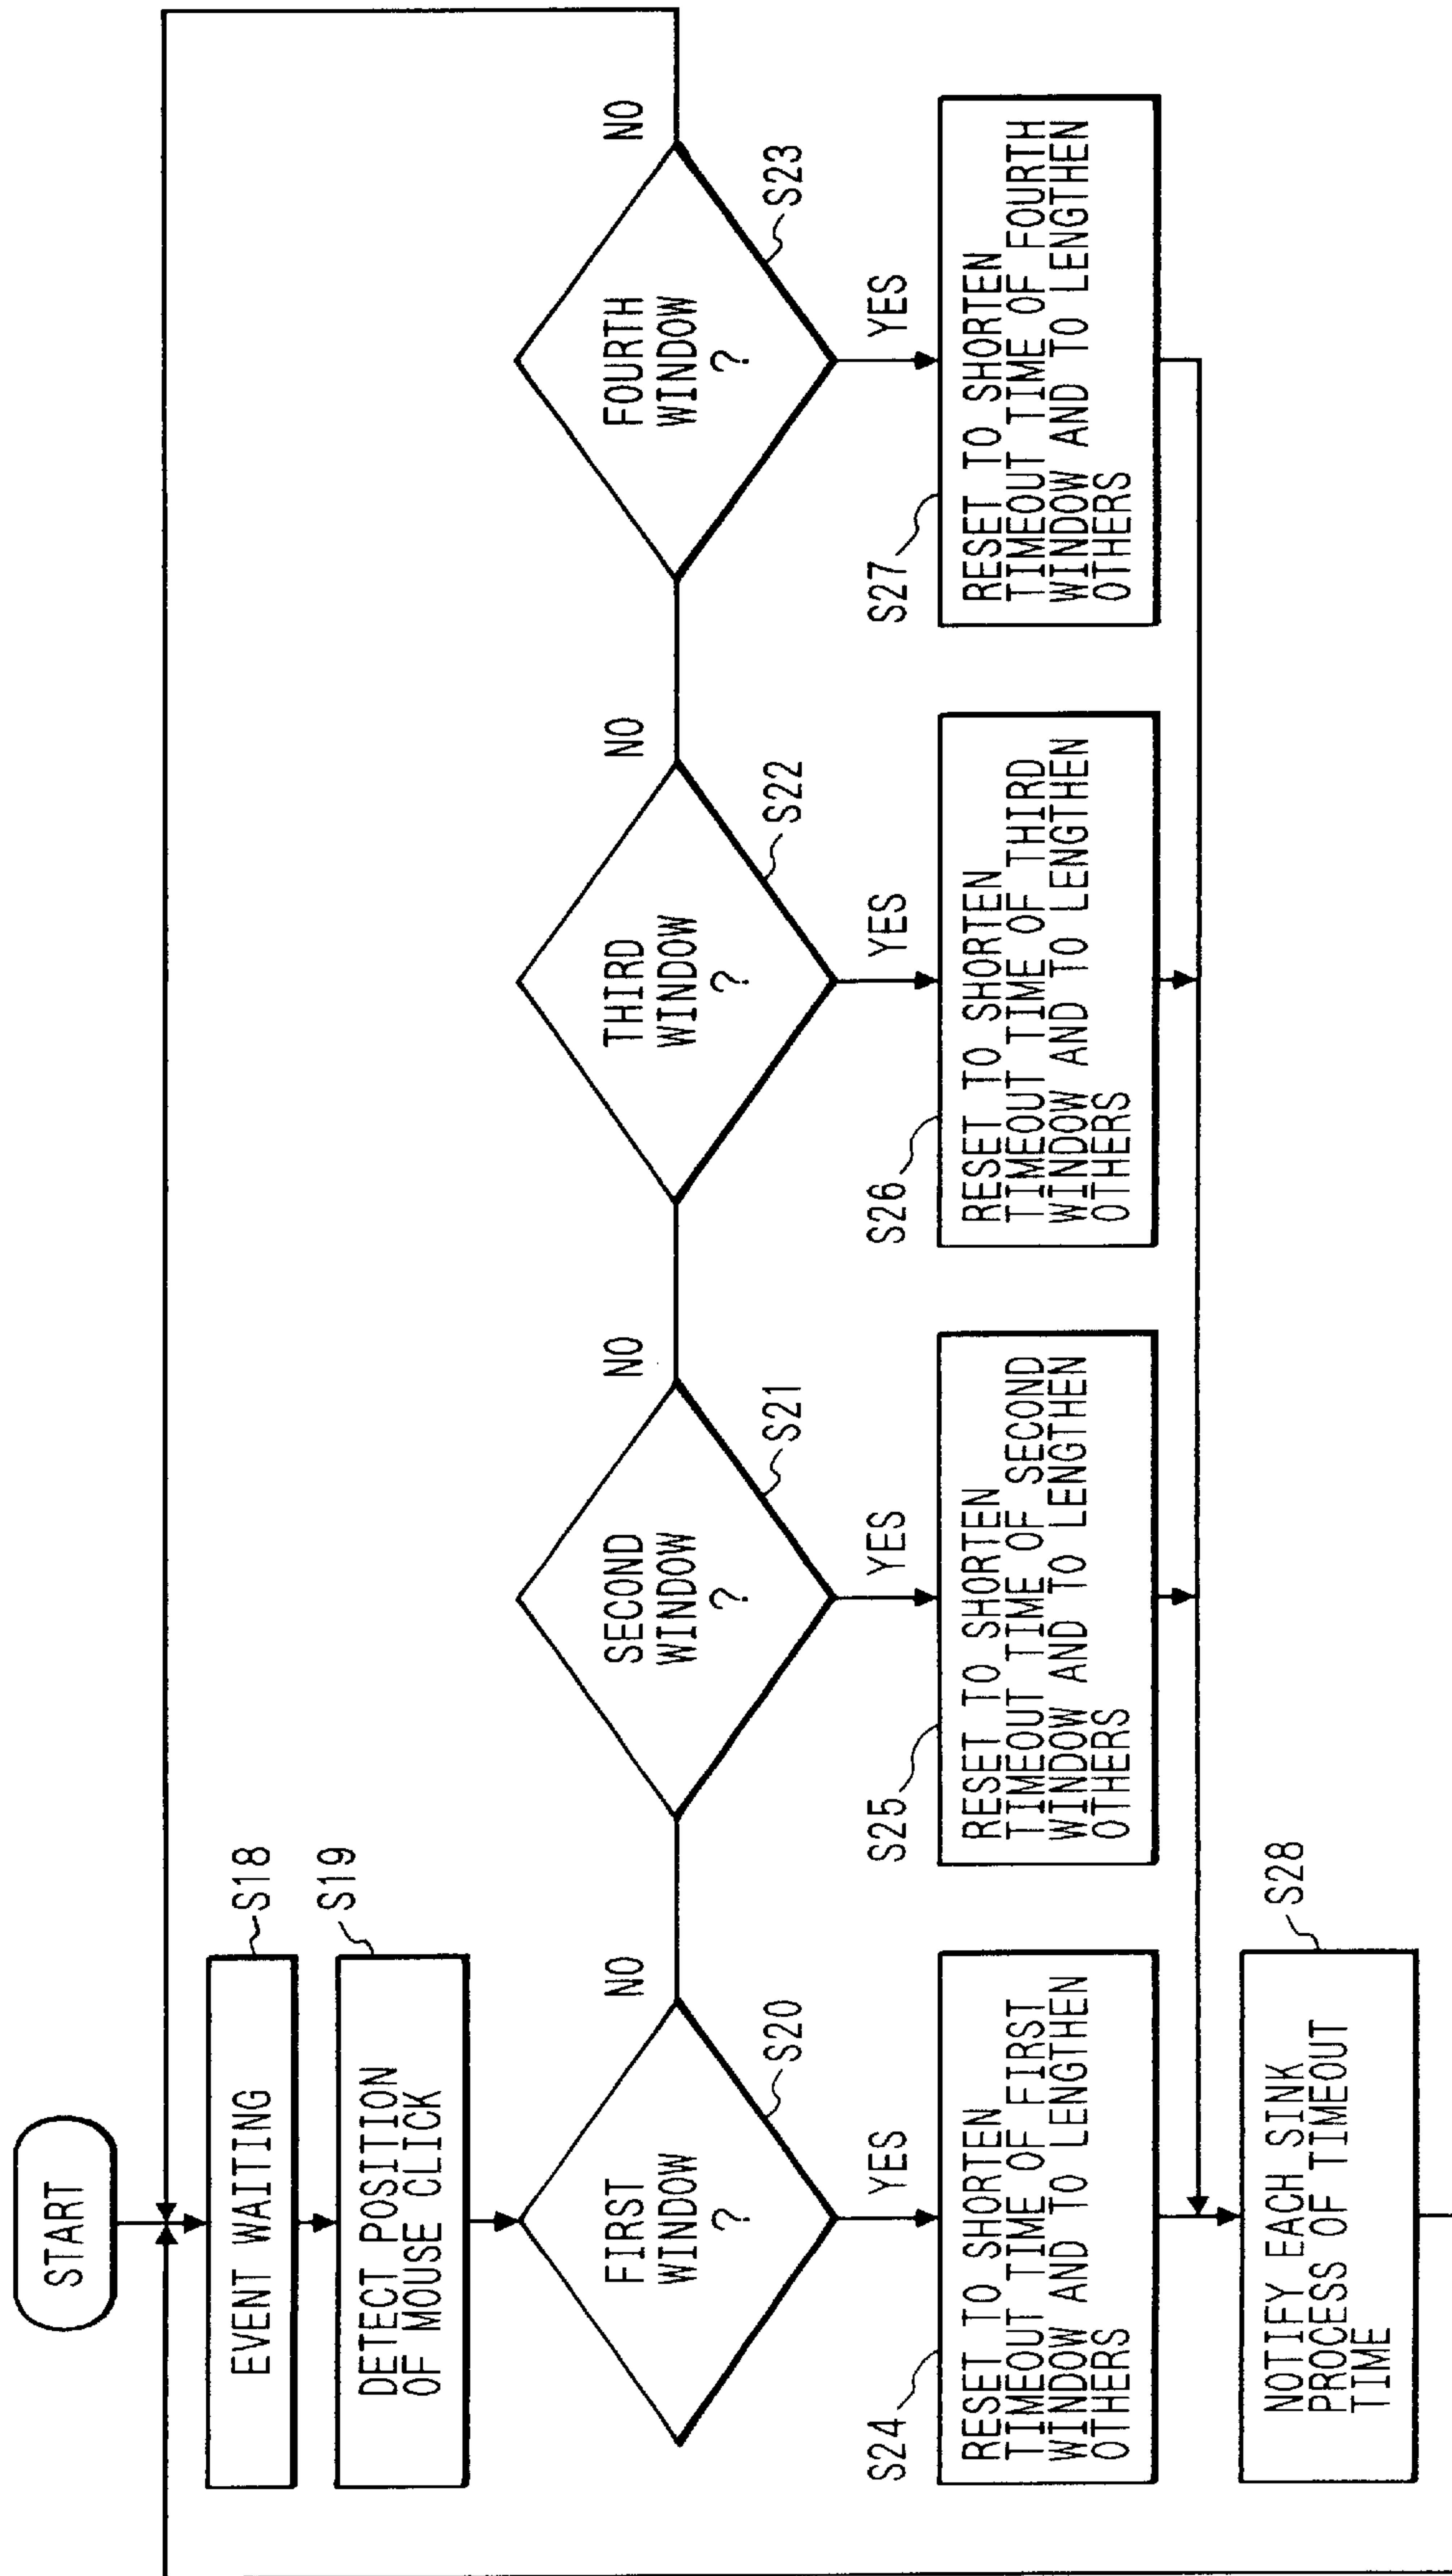 START
EVENT WAITING
S18
DETECT POSITION
OF MOUSE CLICK
S19
FIRST
WINDOW
?
S20
NO
YES
SECOND
WINDOW
?
S21
NO
YES
THIRD
WINDOW
?
S22
NO
YES
FOURTH
WINDOW
?
S23
NO
YES
S24
RESET TO SHORTEN
TIMEOUT TIME OF FIRST
WINDOW AND TO LENGTHEN
OTHERS
S25
RESET TO SHORTEN
TIMEOUT TIME OF SECOND
WINDOW AND TO LENGTHEN
OTHERS
S26
RESET TO SHORTEN
TIMEOUT TIME OF THIRD
WINDOW AND TO LENGTHEN
OTHERS
S27
RESET TO SHORTEN
TIMEOUT TIME OF FOURTH
WINDOW AND TO LENGTHEN
OTHERS
NOTIFY EACH SINK
PROCESS OF TIMEOUT
TIME
S28